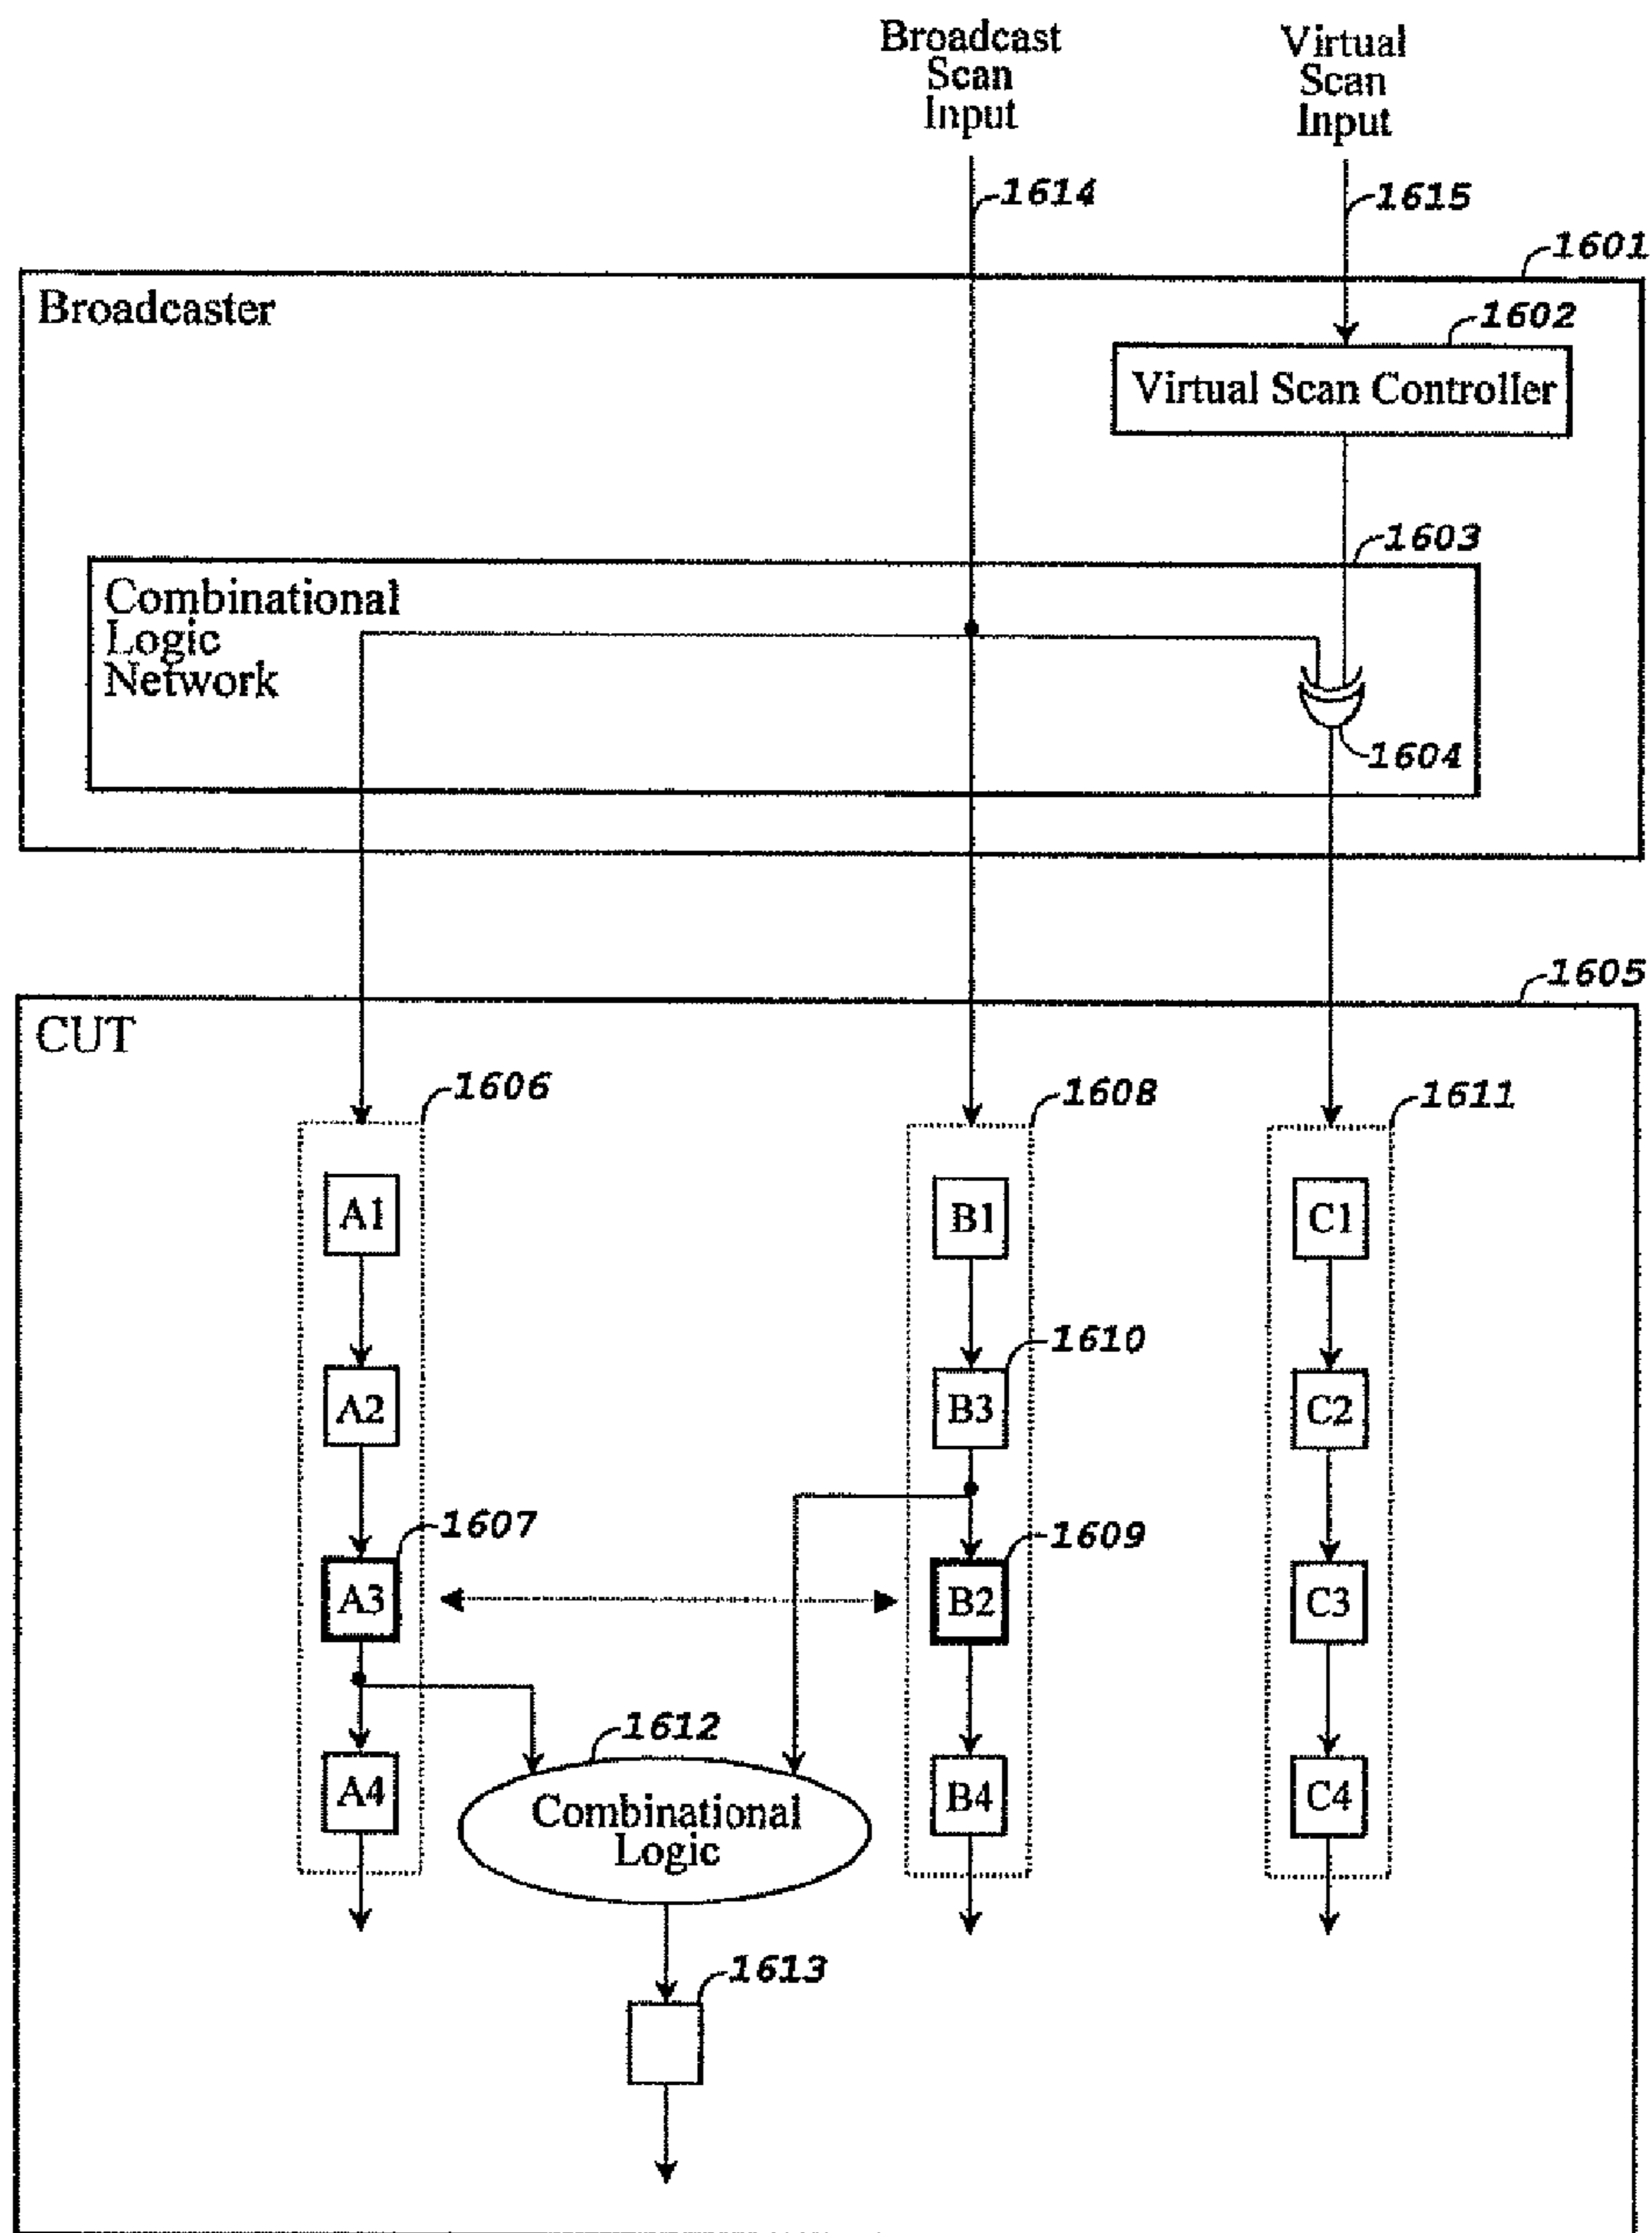 Broadcast
Scan
Input
Virtual
Scan
Input
1614
1615
1601
Broadcaster
1602
Virtual Scan Controller
1603
Combinational
Logic
Network
1604
1605
CUT
1606
1608
1611
A1
B1
C1
1610
A2
B3
C2
1607
1609
A3
B2
C3
1612
A4
Combinational
Logic
B4
C4
1613